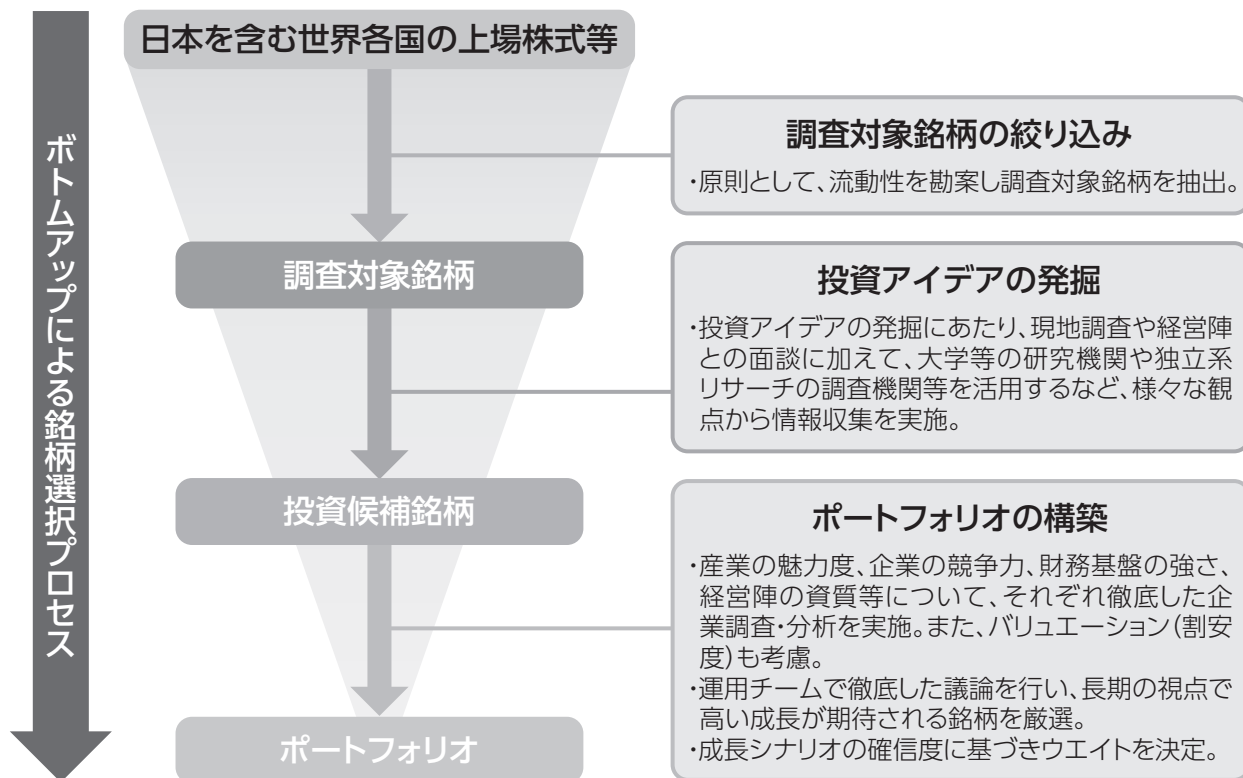 日本を含む世界各国の上場株式等
ボトムアップによる銘柄選択プロセス
調査対象銘柄の絞り込み
・原則として、流動性を勘案し調査対象銘柄を抽出。
調査対象銘柄
投資アイデアの発掘
・投資アイデアの発掘にあたり、現地調査や経営陣
との面談に加えて、大学等の研究機関や独立系
リサーチの調査機関等を活用するなど、様々な観
点から情報収集を実施。
投資候補銘柄
ポートフォリオの構築
・産業の魅力度、企業の競争力、財務基盤の強さ、
経営陣の資質等について、それぞれ徹底した企
業調査・分析を実施。また、バリュエーション(割安
度)も考慮。
・運用チームで徹底した議論を行い、長期の視点で
高い成長が期待される銘柄を厳選。
・成長シナリオの確信度に基づきウエイトを決定。
ポートフォリオ